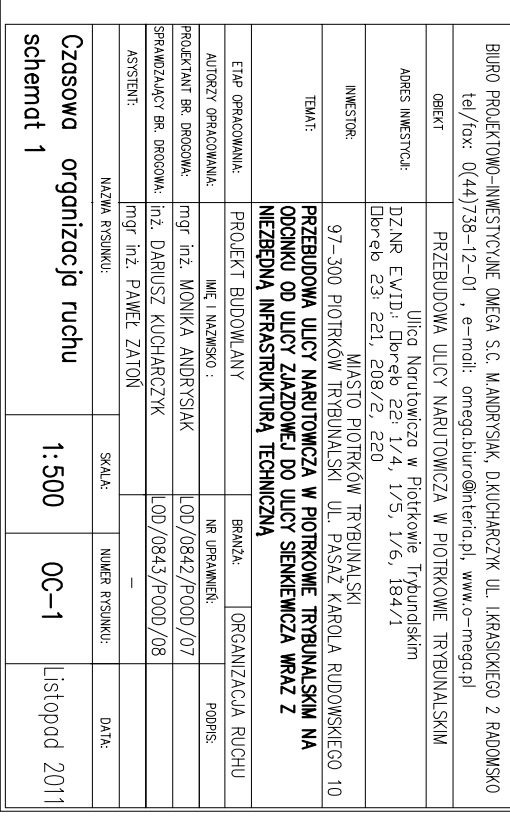 BIURO PROJEKTOWO-INWESTYCYJNE OMEGA S.C. M.ANDRYSIAK, D.KUCHARCZYK UL. I.KRASICKIEGO 2 RADOMSKO
tel/fax: 0(44)738-12-01 , e-mail: omega.biuro@interia.pl, www.o-mega.pl
OBIEKT PRZEBUDOWA ULICY NARUTOWICZA W PIOTRKOWIE TRYBUNALSKIM
ADRES INWESTYCJI: Ulica Narutowicza w Piotrkowie Trybunalskim
DZ.NR EWID.: Obręb 22: 1/4, 1/5, 1/6, 184/1
Obręb 23: 221, 208/2, 220
INWESTOR: MIASTO PIOTRKÓW TRYBUNALSKI
97-300 PIOTRKÓW TRYBUNALSKI UL. PASAŻ KAROLA RUDOWSKIEGO 10
TEMAT: PRZEBUDOWA ULICY NARUTOWICZA W PIOTRKOWIE TRYBUNALSKIM NA
ODCINKU OD ULICY ZJAZDOWEJ DO ULICY SIENKIEWICZA WRAZ Z
NIEZBĘDNĄ INFRASTRUKTURĄ TECHNICZNĄ
ETAP OPRACOWANIA: PROJEKT BUDOWLANY BRANŻA: ORGANIZACJA RUCHU
AUTORZY OPRACOWANIA: IMIĘ I NAZWISKO : NR UPRAWNIEŃ: PODPIS:
PROJEKTANT BR. DROGOWA: mgr inż. MONIKA ANDRYSIAK LOD/0842/POOD/07
SPRAWDZAJĄCY BR. DROGOWA: inż. DARIUSZ KUCHARCZYK LOD/0843/POOD/08
ASYSTENT: mgr inż. PAWEŁ ZATOŃ –
NAZWA RYSUNKU: SKALA: NUMER RYSUNKU: DATA:
Czasowa organizacja ruchu
schemat 1
1:500 OC-1 Listopad 2011